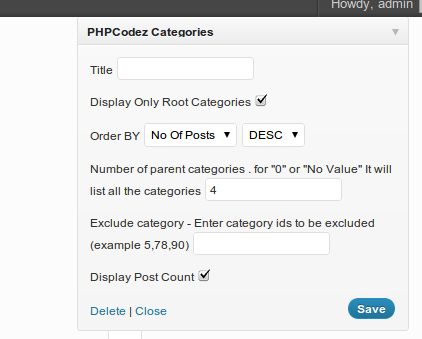 Howdy, admin
PHPCodez Categories
Title
Display Only Root Categories
Order BY No Of Posts DESC
Number of parent categories . for "0" or "No Value" It will
list all the categories 4
Exclude category - Enter category ids to be excluded
(example 5,78,90)
Display Post Count
Delete | Close Save